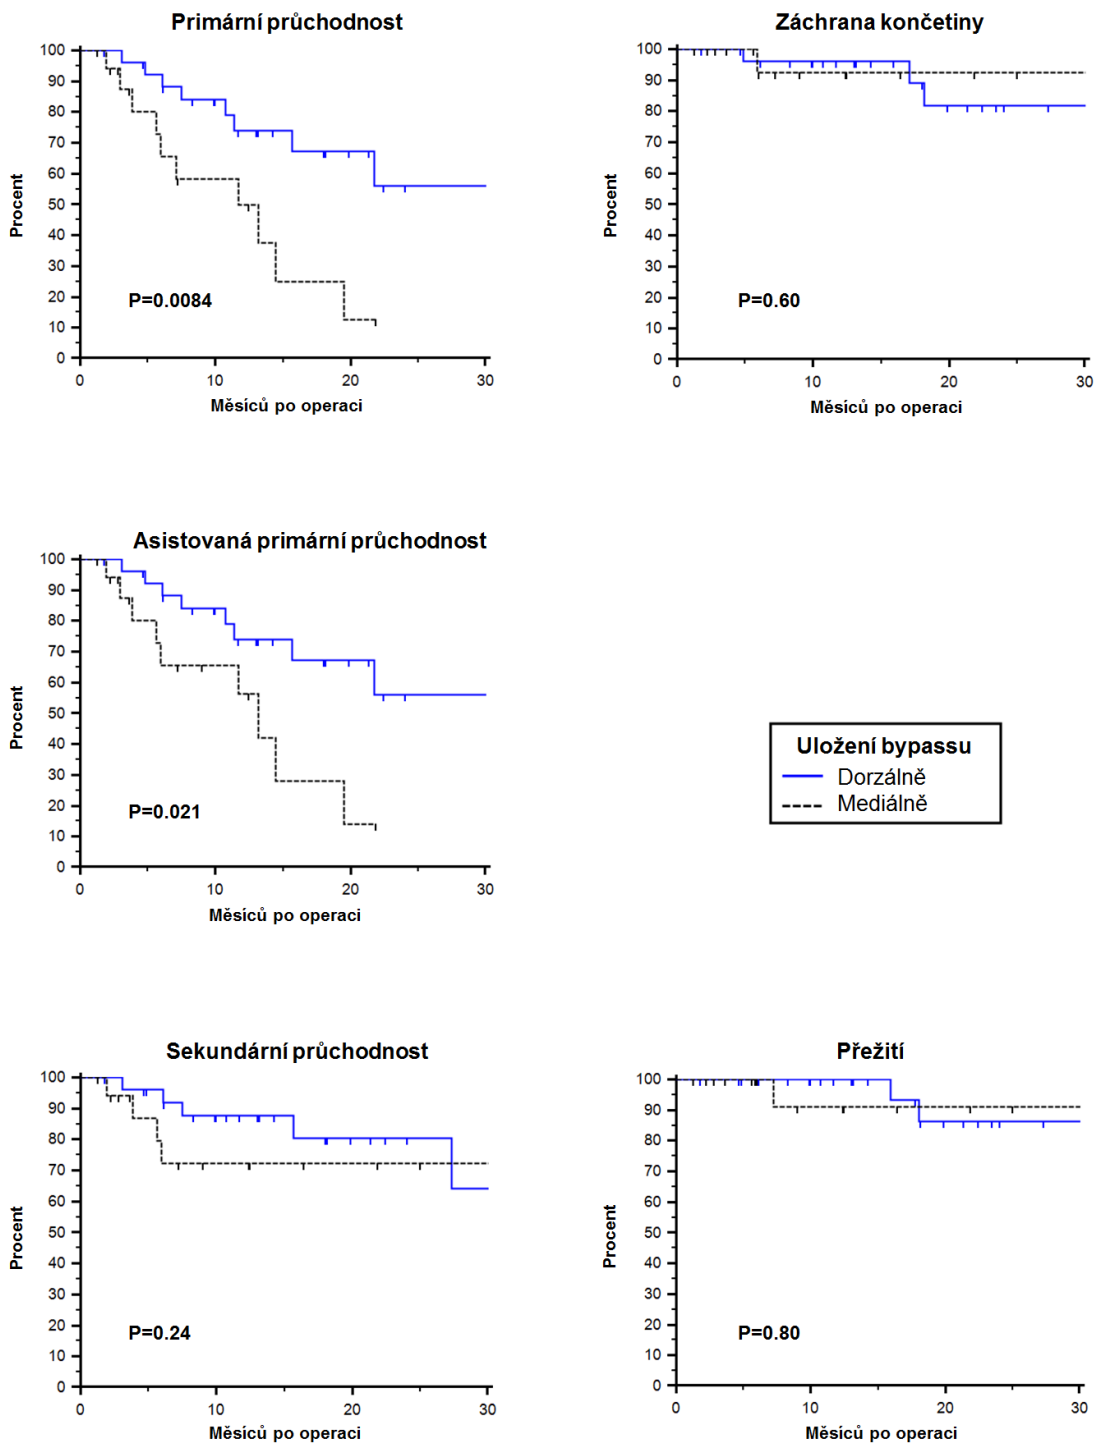 Primární průchodnost
100
90
80
70
60
50
40
30
20
10
0
Procent
P=0.0084
0 10 20 30
Měsíců po operaci
Záchrana končetiny
100
90
80
70
60
50
40
30
20
10
0
Procent
P=0.60
0 10 20 30
Měsíců po operaci
Asistovaná primární průchodnost
100
90
80
70
60
50
40
30
20
10
0
Procent
P=0.021
0 10 20 30
Měsíců po operaci
Uložení bypassu
Dorzálně
Mediálně
Sekundární průchodnost
100
90
80
70
60
50
40
30
20
10
0
Procent
P=0.24
0 10 20 30
Měsíců po operaci
Přežití
100
90
80
70
60
50
40
30
20
10
0
Procent
P=0.80
0 10 20 30
Měsíců po operaci